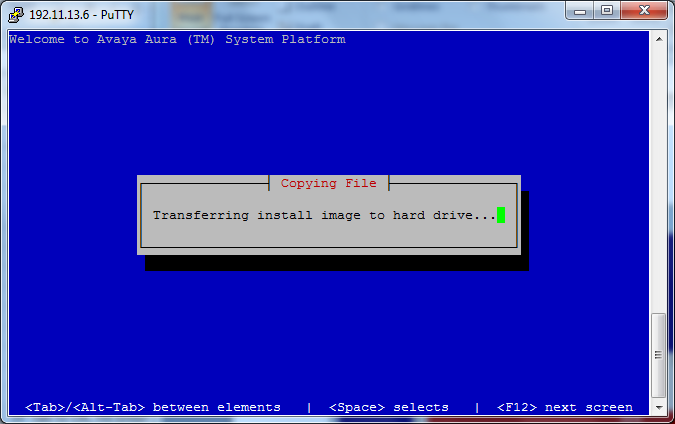 192.11.13.6 - PuTTY
Welcome to Avaya Aura (TM) System Platform
Copying File
Transferring install image to hard drive...
<Tab>/<Alt-Tab> between elements | <Space> selects | <F12> next screen